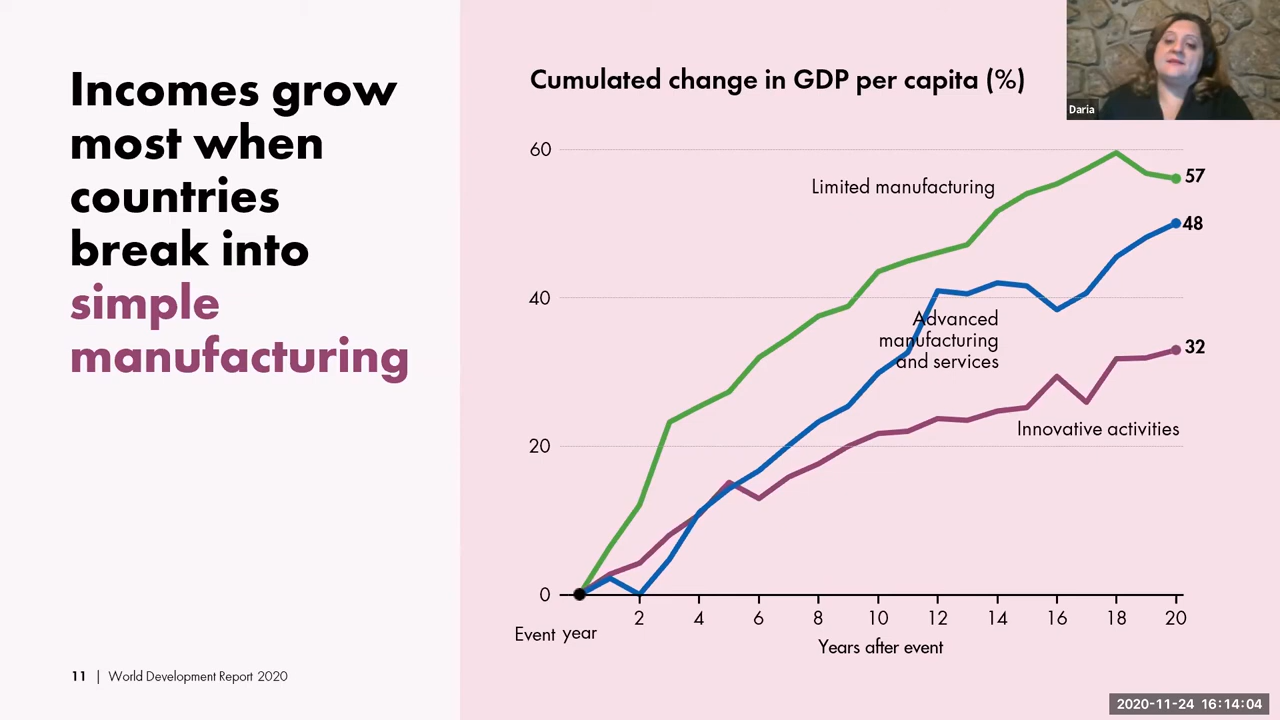 Incomes grow
most when
countries
break into
simple
manufacturing
Cumulated change in GDP per capita (%)
Daria
60
40
20
0
Limited manufacturing
57
48
Advanced
manufacturing
and services
32
Innovative activities
Event year
2 4 6 8 10 12 14 16 18 20
Years after event
11 | World Development Report 2020
2020-11-24 16:14:04